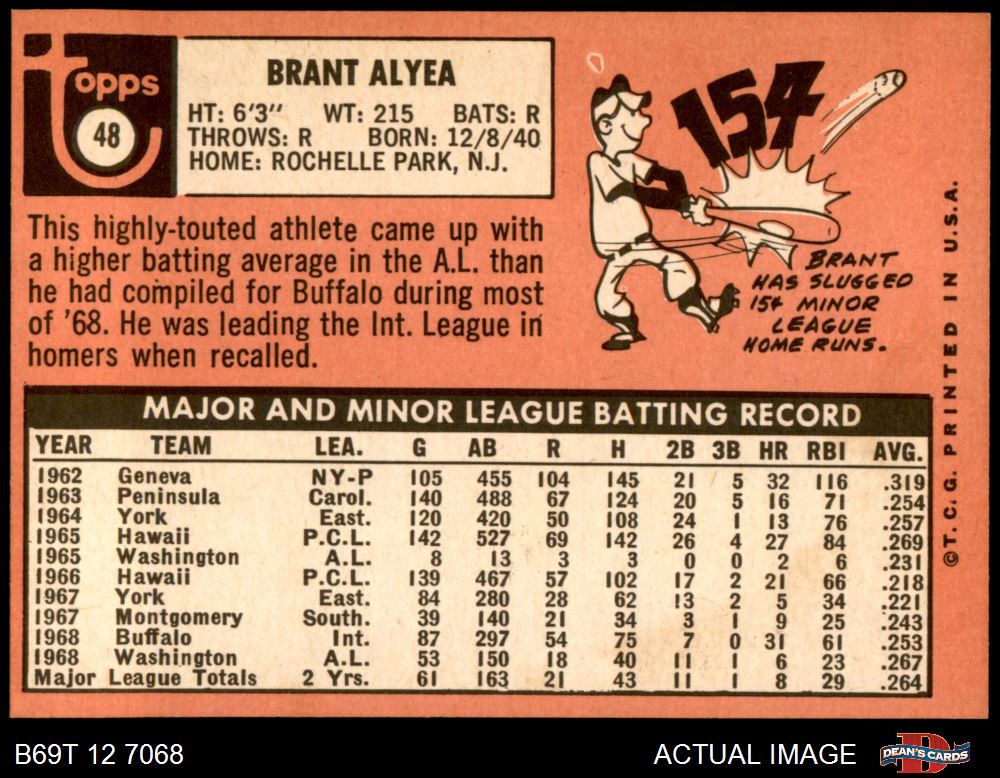 Topps
48
BRANT ALYEA
HT: 6'3" WT: 215 BATS: R
THROWS: R BORN: 12/8/40
HOME: ROCHELLE PARK, N.J.
This highly-touted athlete came up with
a higher batting average in the A.L. than
he had compiled for Buffalo during most
of '68. He was leading the Int. League in
homers when recalled.
154
BRANT
HAS SLUGGED
154 MINOR
LEAGUE
HOME RUNS.
MAJOR AND MINOR LEAGUE BATTING RECORD
YEAR TEAM LEA. G AB R H 2B 3B HR RBI AVG.
1962 Geneva NY-P 105 455 104 145 21 5 32 116 .319
1963 Peninsula Carol. 140 488 67 124 20 5 16 71 .254
1964 York East. 120 420 50 108 24 1 13 76 .257
1965 Hawaii P.C.L. 142 527 69 142 26 4 27 84 .269
1965 Washington A.L. 8 13 3 3 0 0 2 6 .231
1966 Hawaii P.C.L. 139 467 57 102 17 2 21 66 .218
1967 York East. 84 280 28 62 13 2 5 34 .221
1967 Montgomery South. 39 140 21 34 3 1 9 25 .243
1968 Buffalo Int. 87 297 54 75 7 0 31 61 .253
1968 Washington A.L. 53 150 18 40 11 1 6 23 .267
Major League Totals 2 Yrs. 61 163 21 43 11 1 8 29 .264
©T.C.G. PRINTED IN U.S.A.
B69T 12 7068
ACTUAL IMAGE
DEAN'S CARDS